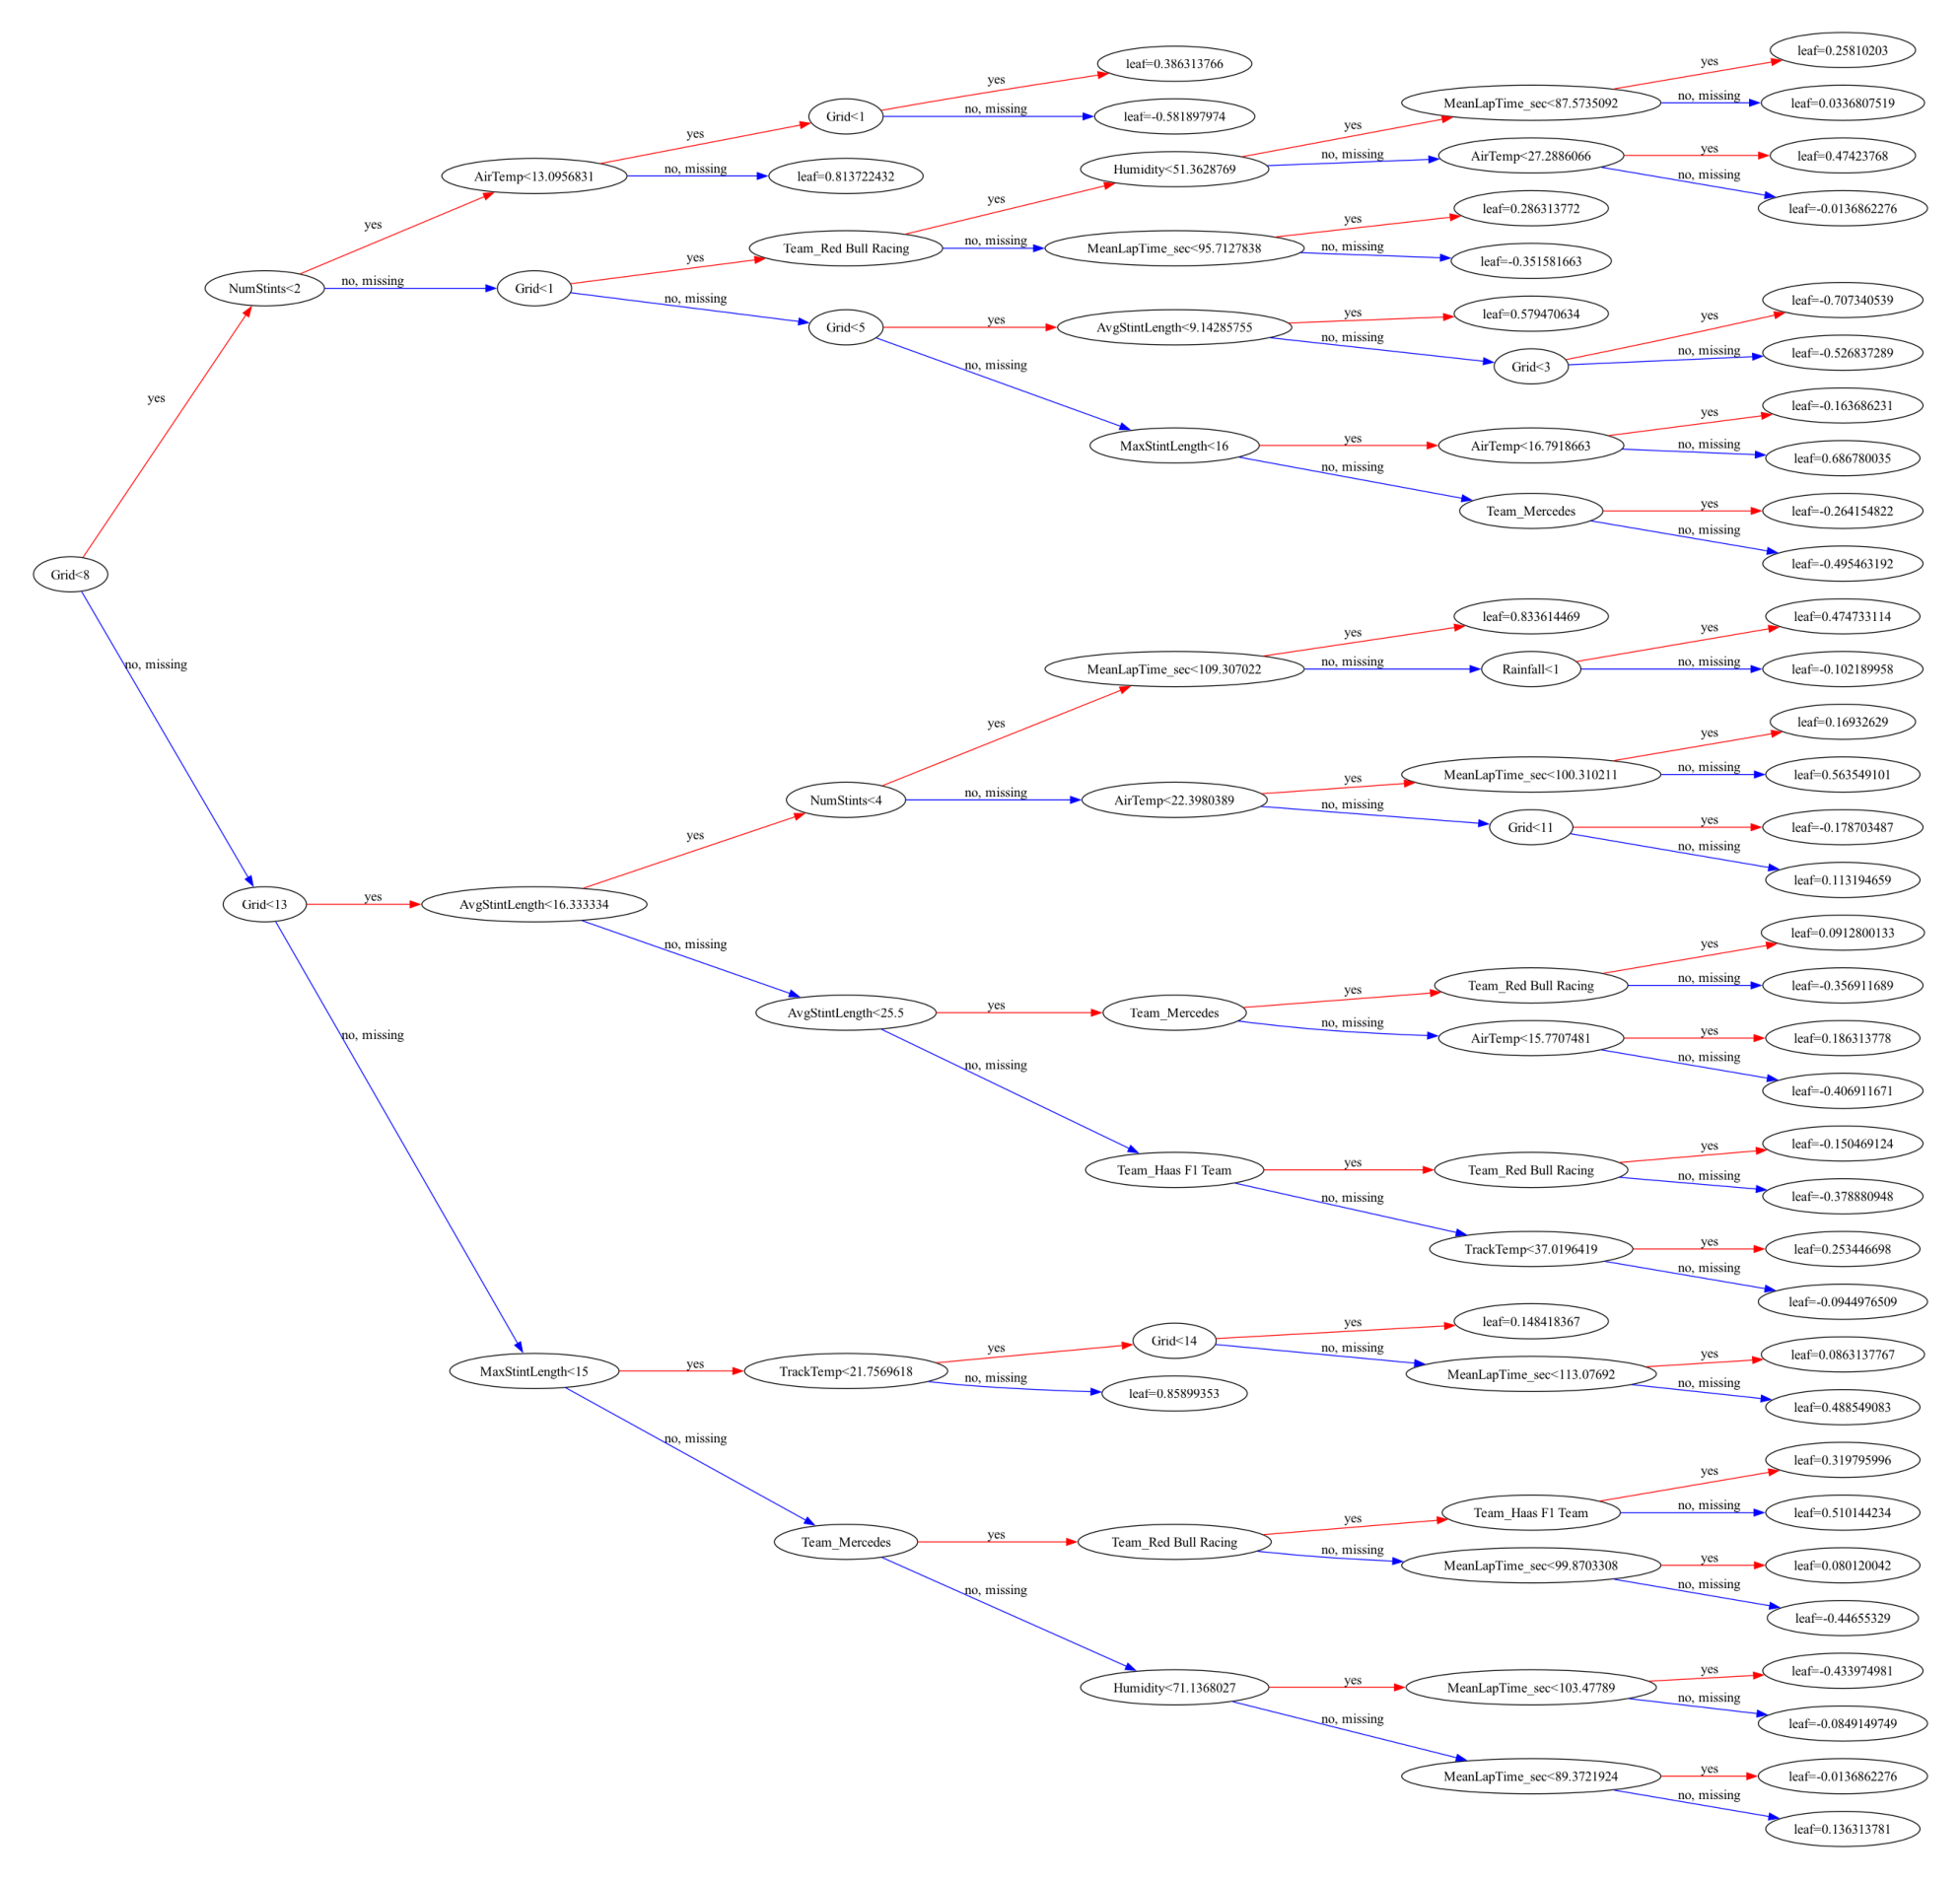 Grid<8
yes
no, missing
NumStints<2
yes
no, missing
Grid<13
yes
no, missing
AirTemp<13.0956831
yes
no, missing
Grid<1
yes
no, missing
AvgStintLength<16.333334
yes
no, missing
MaxStintLength<15
yes
no, missing
Grid<1
yes
no, missing
leaf=0.813722432
Team_Red Bull Racing
yes
no, missing
Grid<5
yes
no, missing
NumStints<4
yes
no, missing
AvgStintLength<25.5
yes
no, missing
TrackTemp<21.7569618
yes
no, missing
Team_Mercedes
yes
no, missing
leaf=0.386313766
leaf=-0.581897974
Humidity<51.3628769
yes
no, missing
MeanLapTime_sec<95.7127838
yes
no, missing
AvgStintLength<9.14285755
yes
no, missing
MaxStintLength<16
yes
no, missing
MeanLapTime_sec<109.307022
yes
no, missing
AirTemp<22.3980389
yes
no, missing
Team_Mercedes
yes
no, missing
Team_Haas F1 Team
yes
no, missing
Grid<14
yes
no, missing
leaf=0.85899353
Team_Red Bull Racing
yes
no, missing
Humidity<71.1368027
yes
no, missing
MeanLapTime_sec<87.5735092
yes
no, missing
AirTemp<27.2886066
yes
no, missing
leaf=0.286313772
leaf=-0.351581663
leaf=0.579470634
Grid<3
yes
no, missing
AirTemp<16.7918663
yes
no, missing
Team_Mercedes
yes
no, missing
leaf=0.833614469
Rainfall<1
yes
no, missing
MeanLapTime_sec<100.310211
yes
no, missing
Grid<11
yes
no, missing
Team_Red Bull Racing
yes
no, missing
AirTemp<15.7707481
yes
no, missing
Team_Red Bull Racing
yes
no, missing
TrackTemp<37.0196419
yes
no, missing
leaf=0.148418367
MeanLapTime_sec<113.07692
yes
no, missing
Team_Haas F1 Team
yes
no, missing
MeanLapTime_sec<99.8703308
yes
no, missing
MeanLapTime_sec<103.47789
yes
no, missing
MeanLapTime_sec<89.3721924
yes
no, missing
leaf=0.25810203
leaf=0.0336807519
leaf=0.47423768
leaf=-0.0136862276
leaf=-0.707340539
leaf=-0.526837289
leaf=-0.163686231
leaf=0.686780035
leaf=-0.264154822
leaf=-0.495463192
leaf=0.474733114
leaf=-0.102189958
leaf=0.16932629
leaf=0.563549101
leaf=-0.178703487
leaf=0.113194659
leaf=0.0912800133
leaf=-0.356911689
leaf=0.186313778
leaf=-0.406911671
leaf=-0.150469124
leaf=-0.378880948
leaf=0.253446698
leaf=-0.0944976509
leaf=0.0863137767
leaf=0.488549083
leaf=0.319795996
leaf=0.510144234
leaf=0.080120042
leaf=-0.44655329
leaf=-0.433974981
leaf=-0.0849149749
leaf=-0.0136862276
leaf=0.136313781